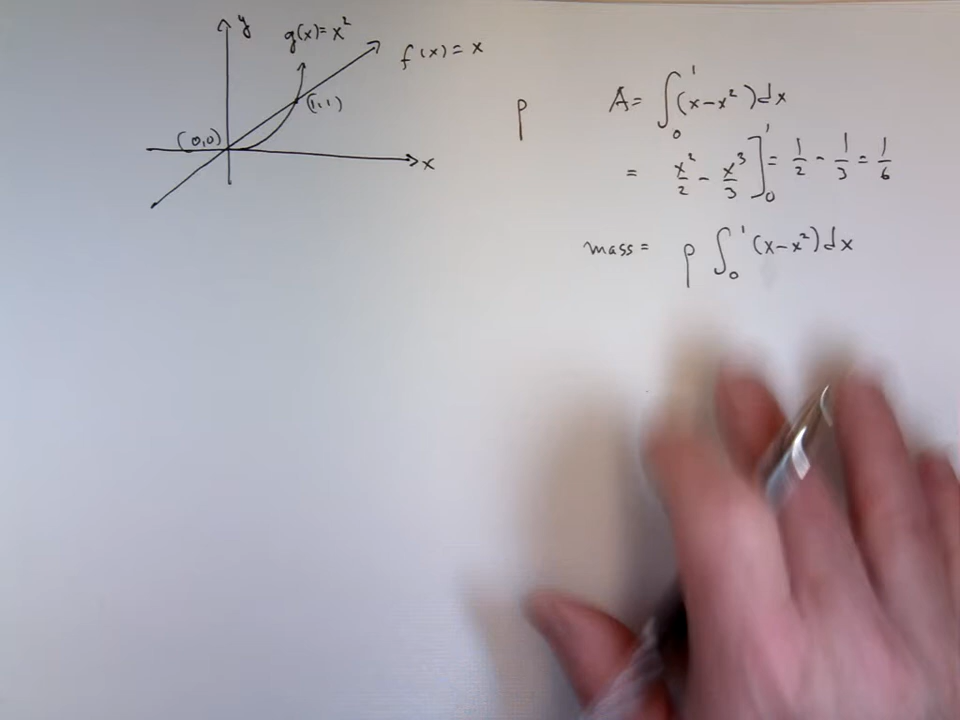 y
g(x)=x²
f(x)=x
(1,1)
(0,0)
x
ρ
A= ∫₀¹ (x-x²)dx
= x²/2 - x³/3 ]₀¹ = 1/2 - 1/3 = 1/6
mass= ρ ∫₀¹ (x-x²)dx